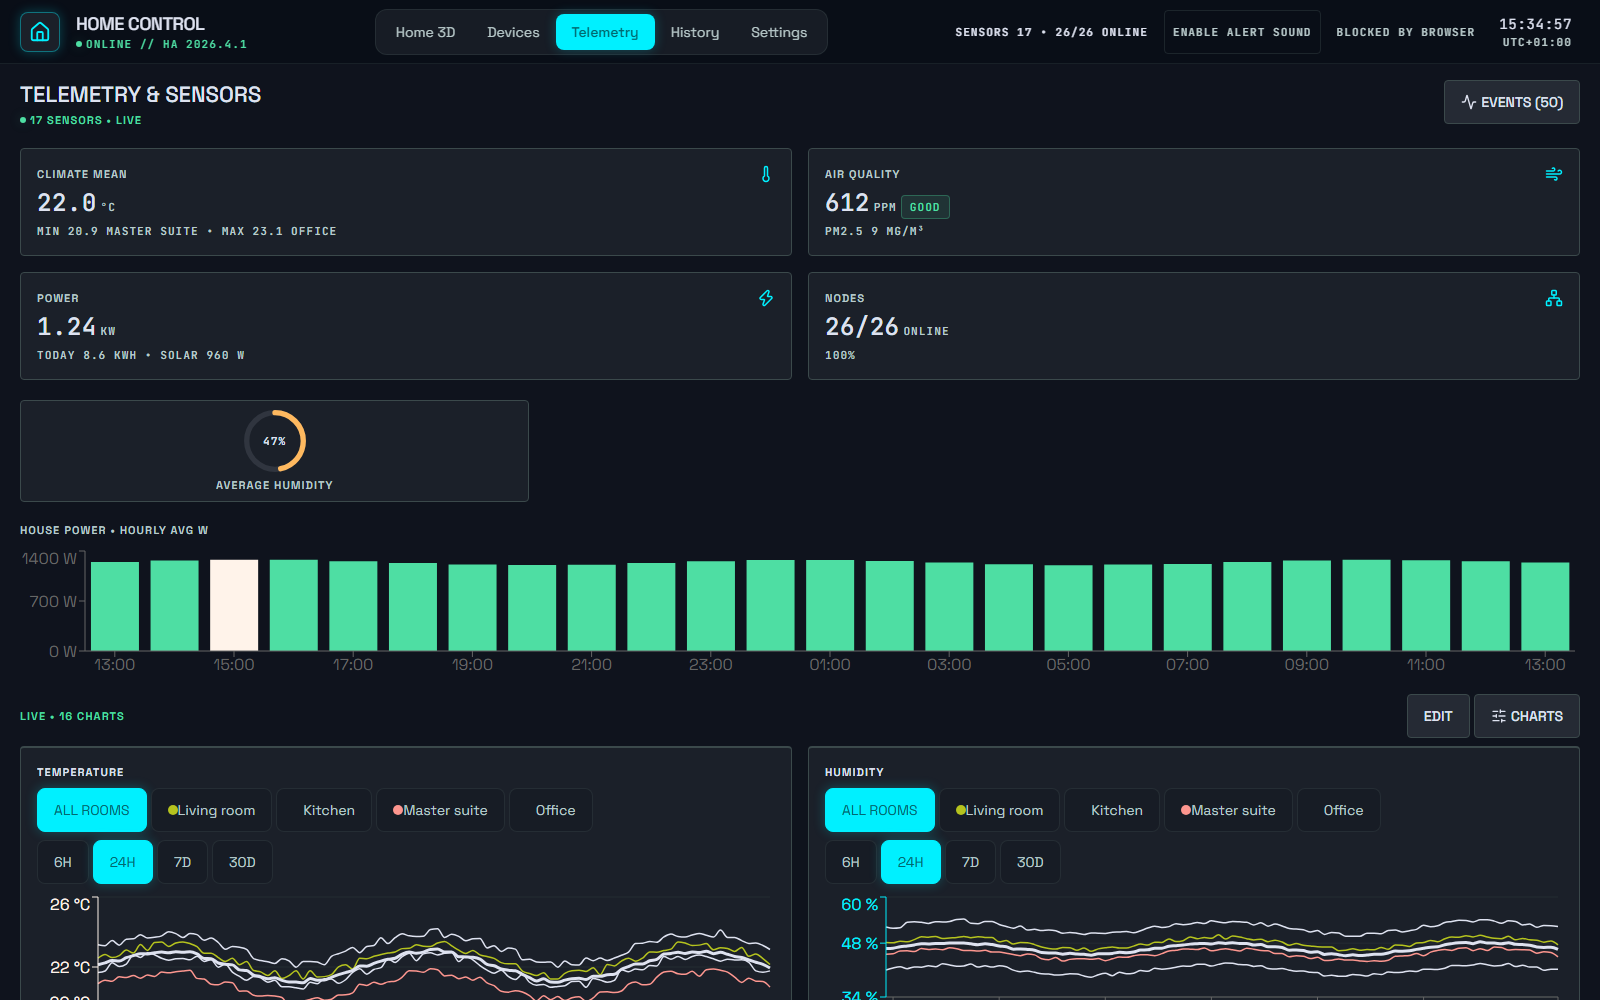 HOME CONTROL
ONLINE // HA 2026.4.1
Home 3D
Devices
Telemetry
History
Settings
SENSORS 17 • 26/26 ONLINE
ENABLE ALERT SOUND
BLOCKED BY BROWSER
15:34:57
UTC+01:00
TELEMETRY & SENSORS
17 SENSORS • LIVE
EVENTS (50)
CLIMATE MEAN
22.0 °C
MIN 20.9 MASTER SUITE • MAX 23.1 OFFICE
AIR QUALITY
612 PPM GOOD
PM2.5 9 MG/M³
POWER
1.24 KW
TODAY 8.6 KWH • SOLAR 960 W
NODES
26/26 ONLINE
100%
47%
AVERAGE HUMIDITY
HOUSE POWER • HOURLY AVG W
1400 W
700 W
0 W
13:00 15:00 17:00 19:00 21:00 23:00 01:00 03:00 05:00 07:00 09:00 11:00 13:00
LIVE • 16 CHARTS
EDIT
CHARTS
TEMPERATURE
ALL ROOMS
Living room
Kitchen
Master suite
Office
6H
24H
7D
30D
26 °C
22 °C
20 °C
HUMIDITY
ALL ROOMS
Living room
Kitchen
Master suite
Office
6H
24H
7D
30D
60 %
48 %
34 %